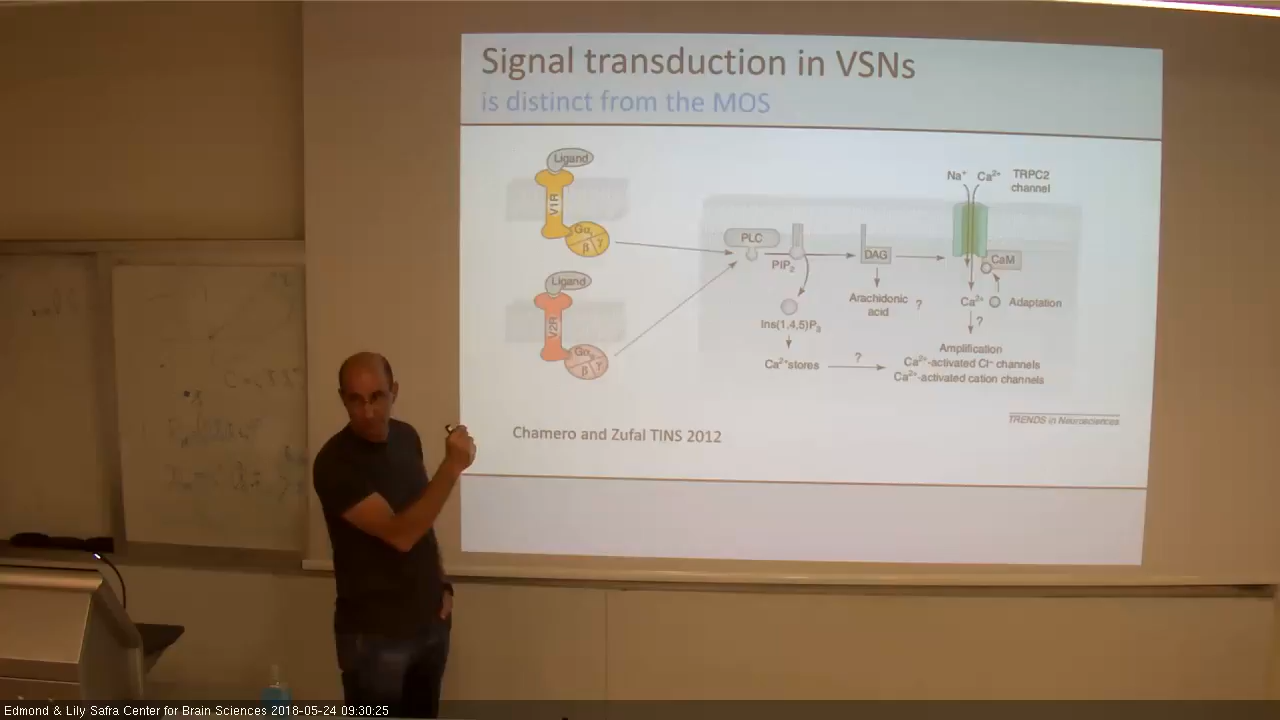 Signal transduction in VSNs
is distinct from the MOS
Ligand
V1R
Gαi
β γ
Ligand
V2R
Gαo
β γ
PLC
PIP2
DAG
Na+ Ca2+
TRPC2
channel
CaM
Arachidonic
acid
?
Ca2+
Adaptation
?
Ins(1,4,5)P3
Ca2+stores
?
Amplification
Ca2+-activated Cl- channels
Ca2+-activated cation channels
TRENDS in Neurosciences
Chamero and Zufal TINS 2012
Edmond & Lily Safra Center for Brain Sciences 2018-05-24 09:30:25